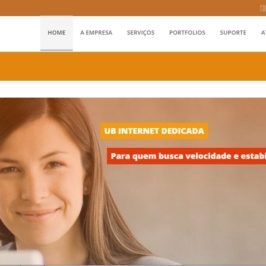 HOME A EMPRESA SERVIÇOS PORTFOLIOS SUPORTE
UB INTERNET DEDICADA
Para quem busca velocidade e estabi